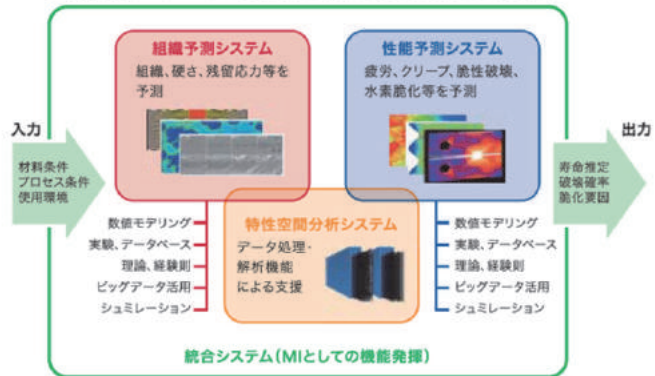 組織予測システム
組織、硬さ、残留応力等を
予測
性能予測システム
疲労、クリープ、脆性破壊、
水素脆化等を予測
入力
材料条件
プロセス条件
使用環境
出力
寿命推定
破壊確率
脆化要因
数値モデリング
実験、データベース
理論、経験則
ビッグデータ活用
シュミレーション
特性空間分析システム
データ処理・
解析機能
による支援
数値モデリング
実験、データベース
理論、経験則
ビッグデータ活用
シュミレーション
統合システム(MIとしての機能発揮)